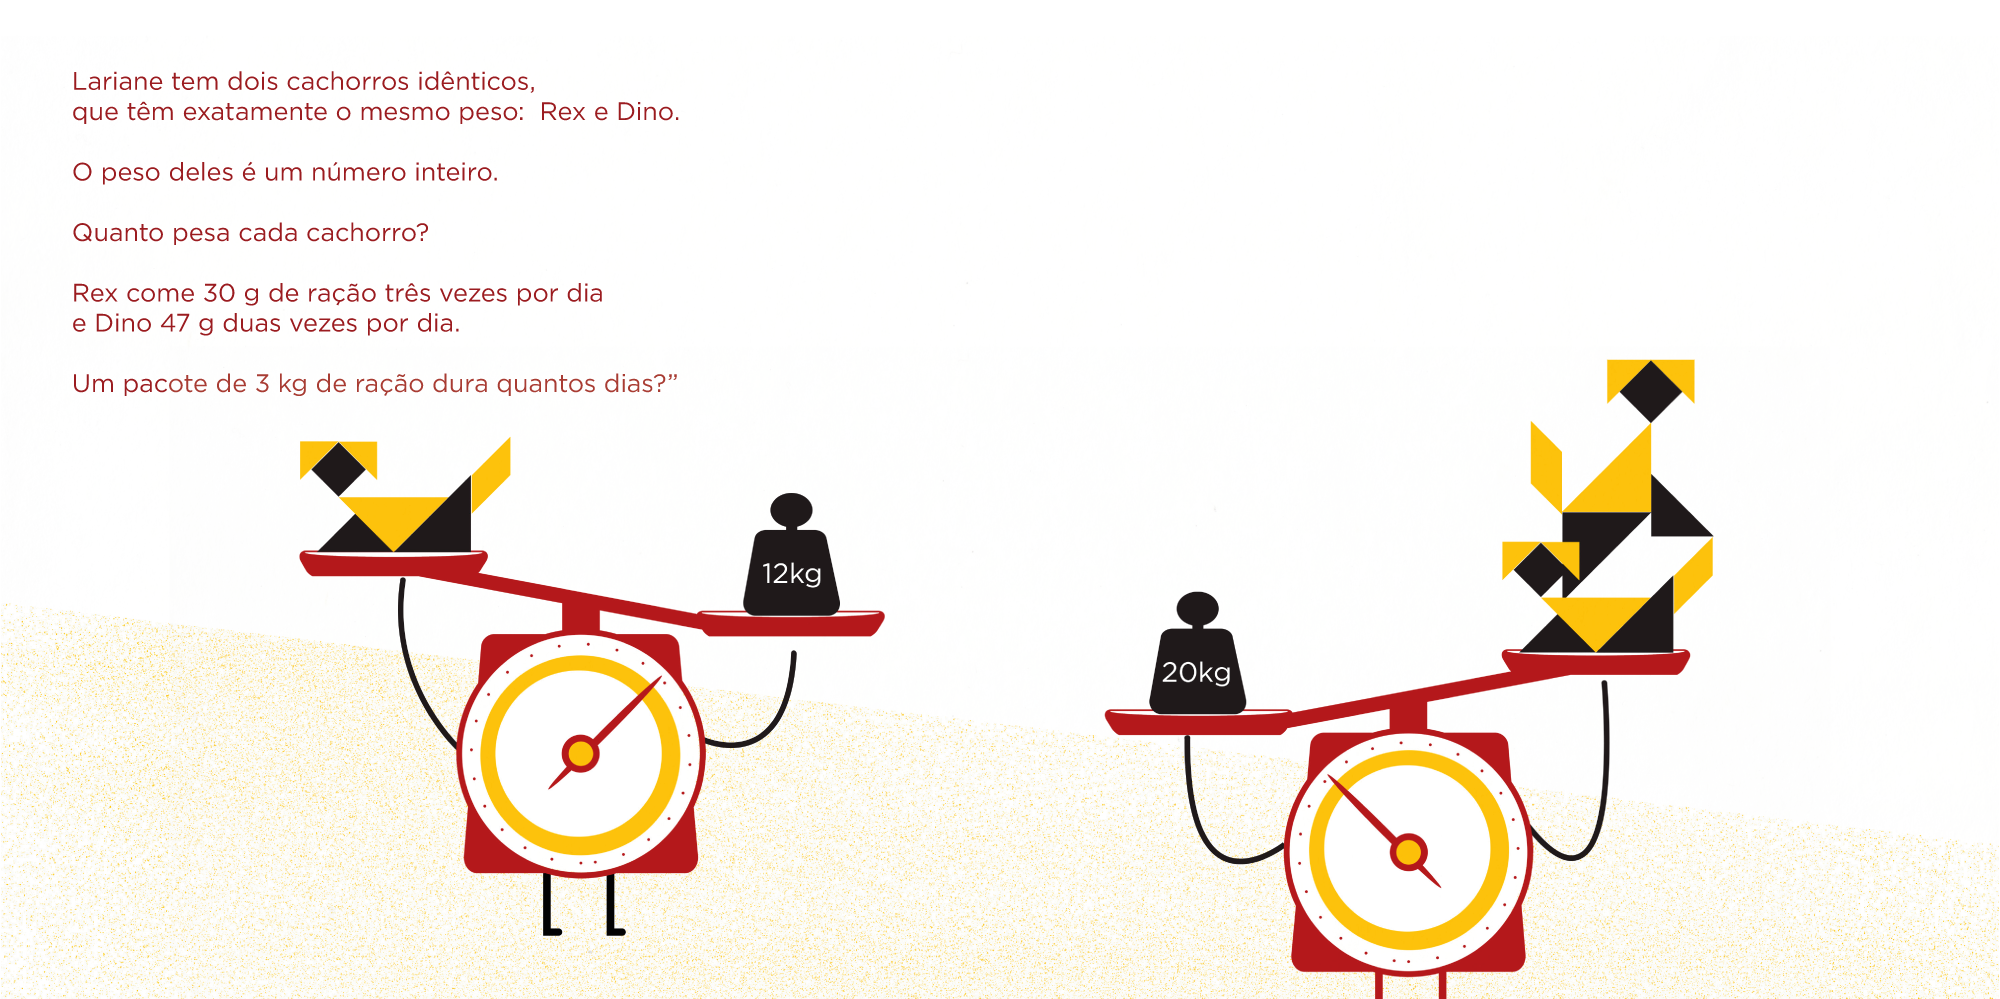 Lariane tem dois cachorros idênticos,
que têm exatamente o mesmo peso:  Rex e Dino.
O peso deles é um número inteiro.
Quanto pesa cada cachorro?
Rex come 30 g de ração três vezes por dia
e Dino 47 g duas vezes por dia.
Um pacote de 3 kg de ração dura quantos dias?”
12kg
20kg